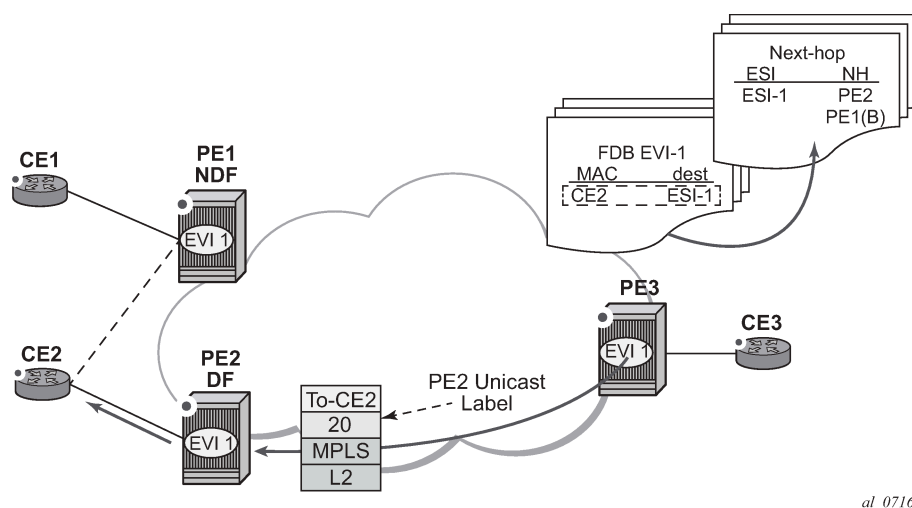 Next-hop
ESI NH
ESI-1 PE2
PE1(B)
FDB EVI-1
MAC dest
CE2 ESI-1
CE1
PE1
NDF
EVI 1
PE3
EVI 1
CE3
CE2
PE2
DF
EVI 1
To-CE2
20
MPLS
L2
PE2 Unicast
Label
al_0716